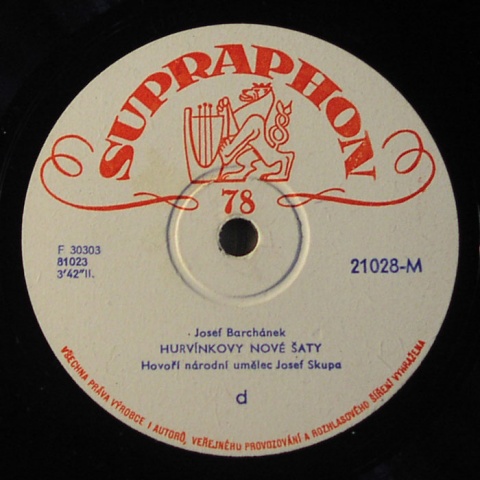 SUPRAPHON
78
F 30303
81023
3'42"II.
21028-M
Josef Barchánek
HURVÍNKOVY NOVÉ ŠATY
Hovoří národní umělec Josef Skupa
d
VŠECHNA PRÁVA VÝROBCE I AUTORŮ, VEŘEJNÉHO PROVOZOVÁNÍ A ROZHLASOVÉHO ŠÍŘENÍ VYHRAŽENA